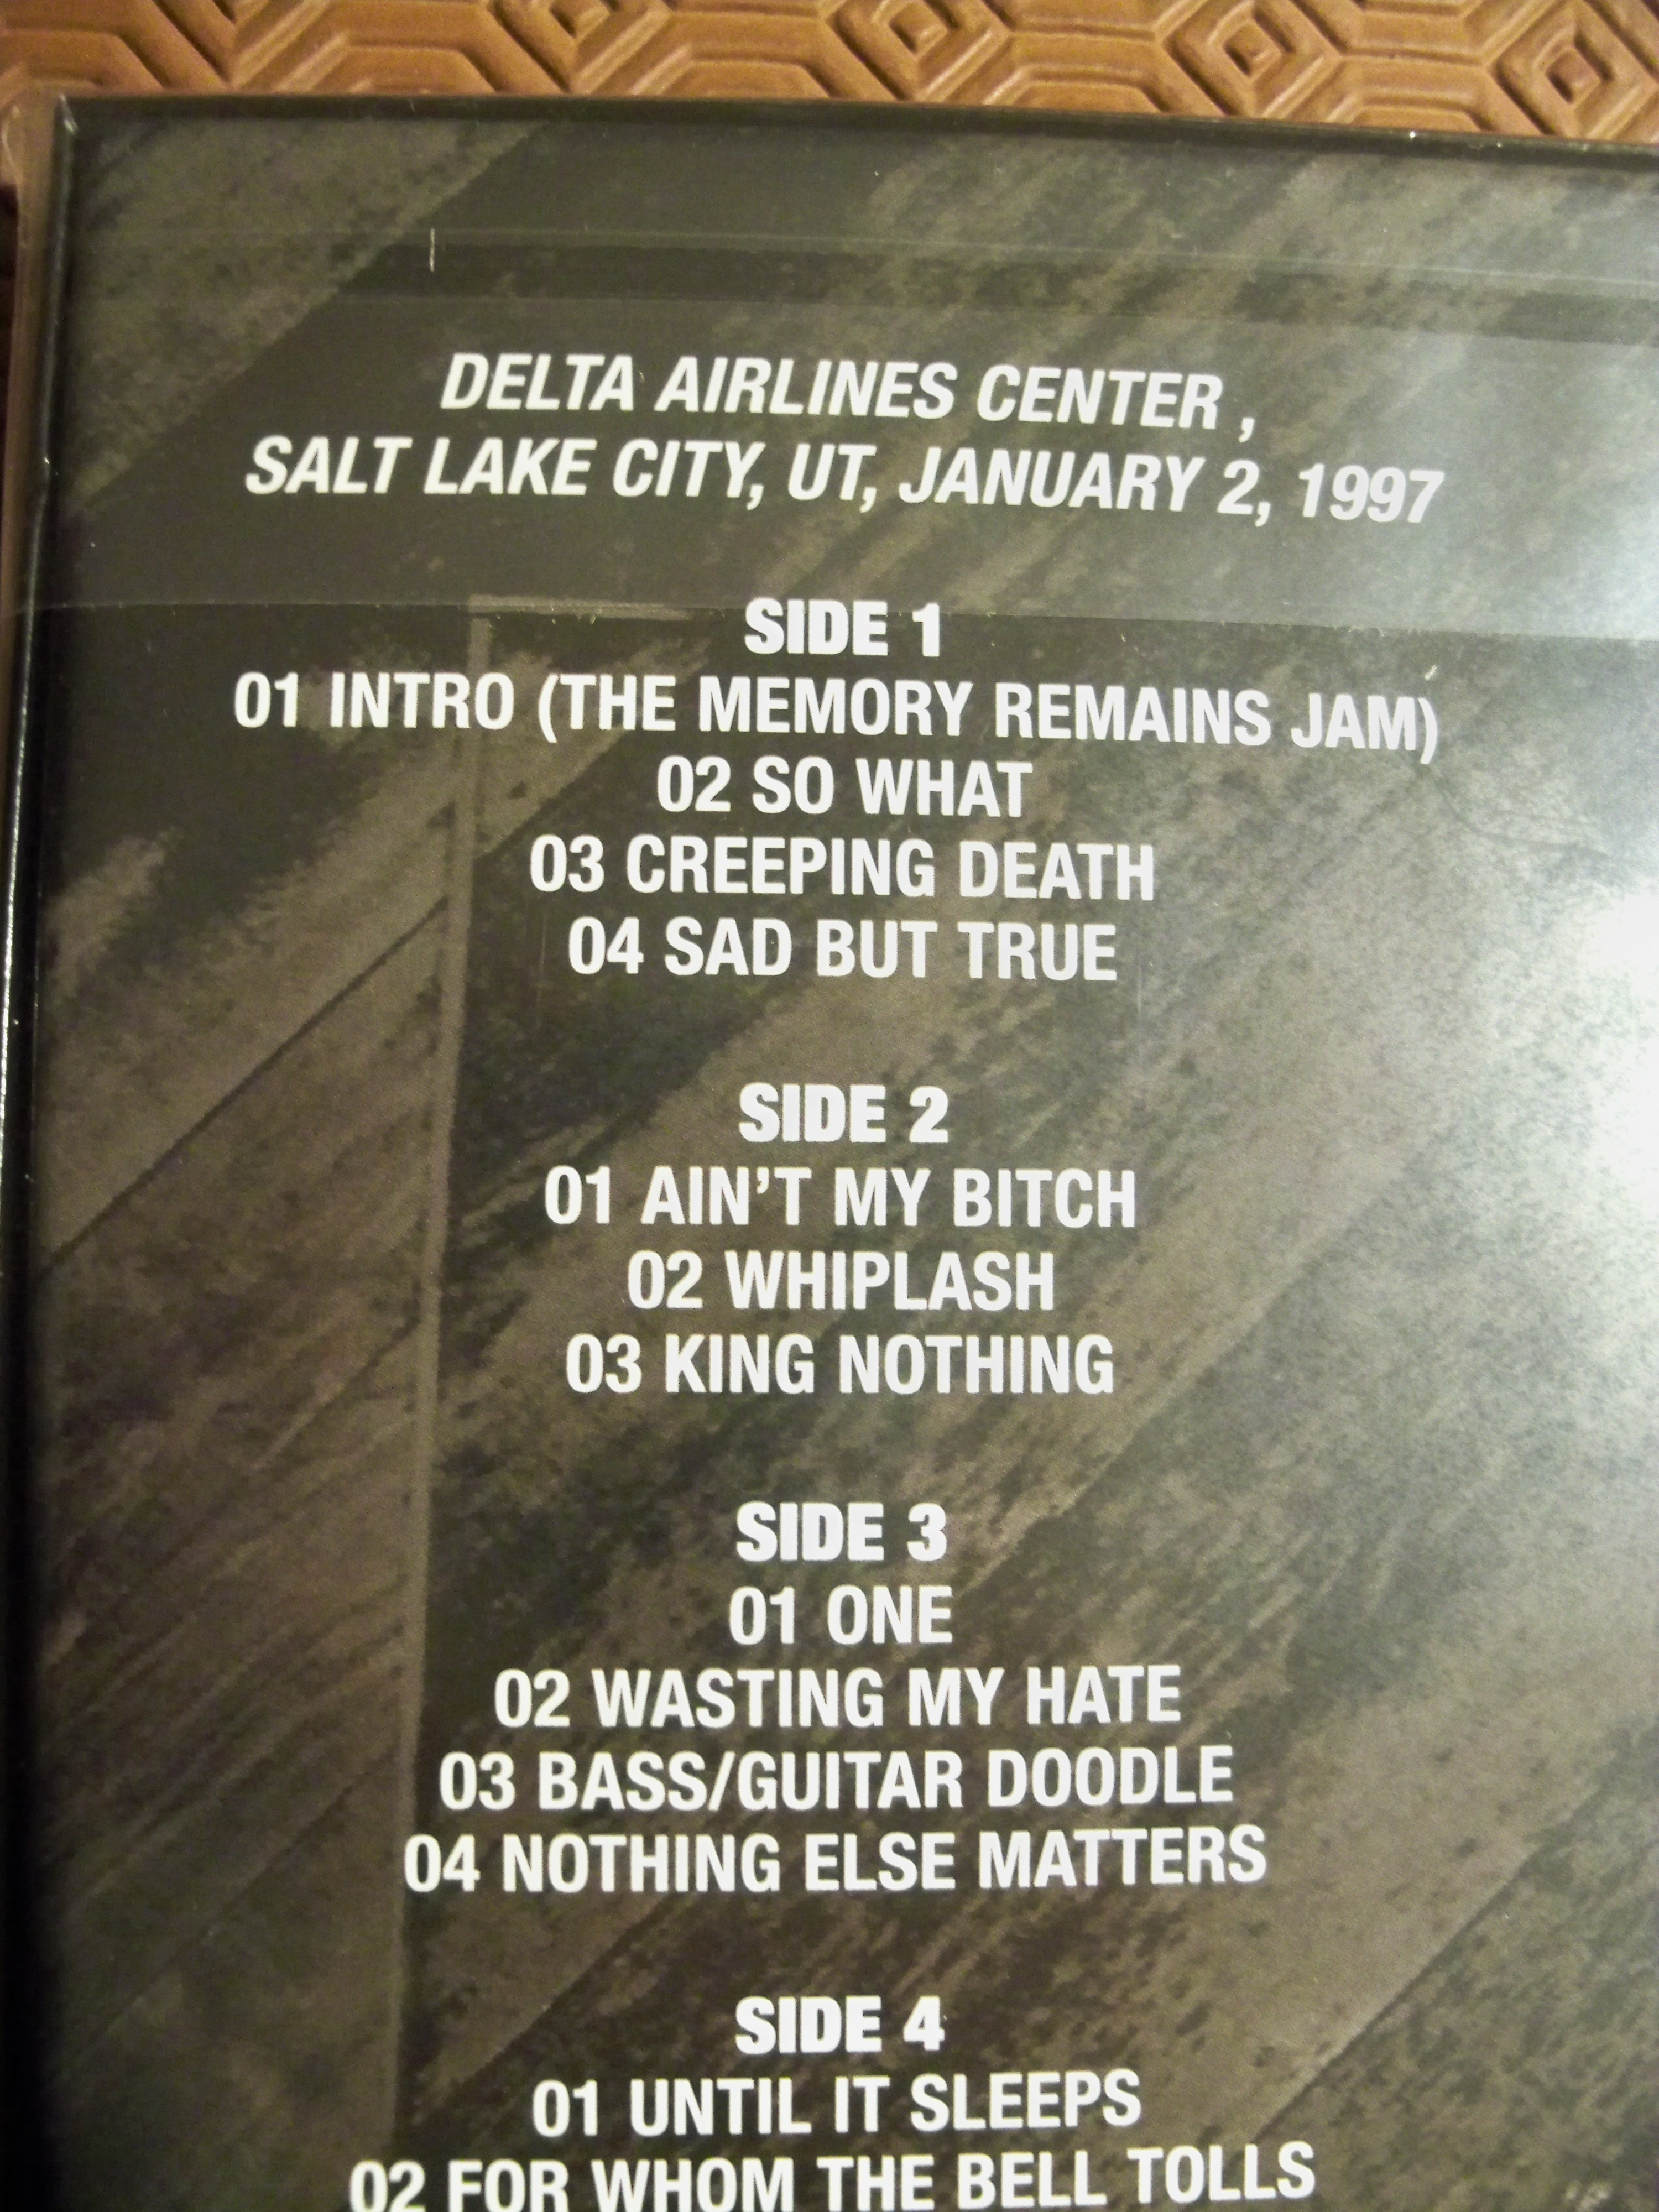 DELTA AIRLINES CENTER ,
SALT LAKE CITY, UT, JANUARY 2, 1997
SIDE 1
01 INTRO (THE MEMORY REMAINS JAM)
02 SO WHAT
03 CREEPING DEATH
04 SAD BUT TRUE
SIDE 2
01 AIN'T MY BITCH
02 WHIPLASH
03 KING NOTHING
SIDE 3
01 ONE
02 WASTING MY HATE
03 BASS/GUITAR DOODLE
04 NOTHING ELSE MATTERS
SIDE 4
01 UNTIL IT SLEEPS
02 FOR WHOM THE BELL TOLLS